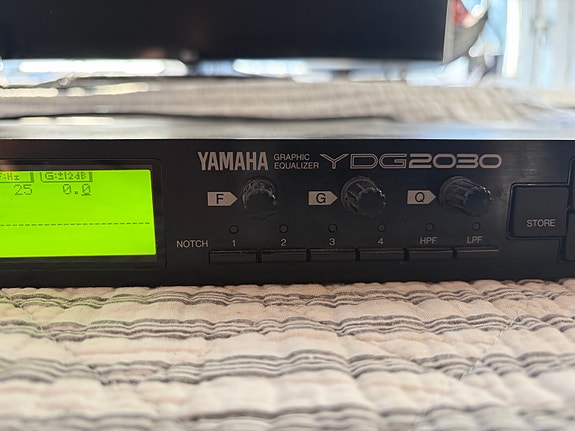 YAMAHA GRAPHIC EQUALIZER YDG2030
F:Hz G:±12dB
25 0.0
F G Q
STORE
NOTCH 1 2 3 4 HPF LPF